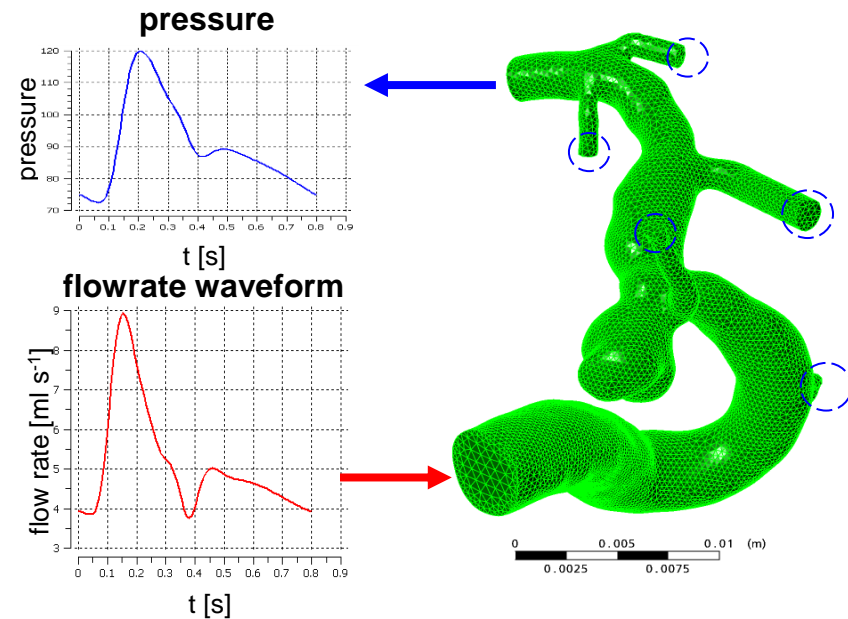 pressure
120
110
100
90
80
70
pressure
0 0.1 0.2 0.3 0.4 0.5 0.6 0.7 0.8 0.9
t [s]
flowrate waveform
9
8
7
6
5
4
3
flow rate [ml s-1]
0 0.1 0.2 0.3 0.4 0.5 0.6 0.7 0.8 0.9
t [s]
0 0.005 0.01 (m)
0.0025 0.0075